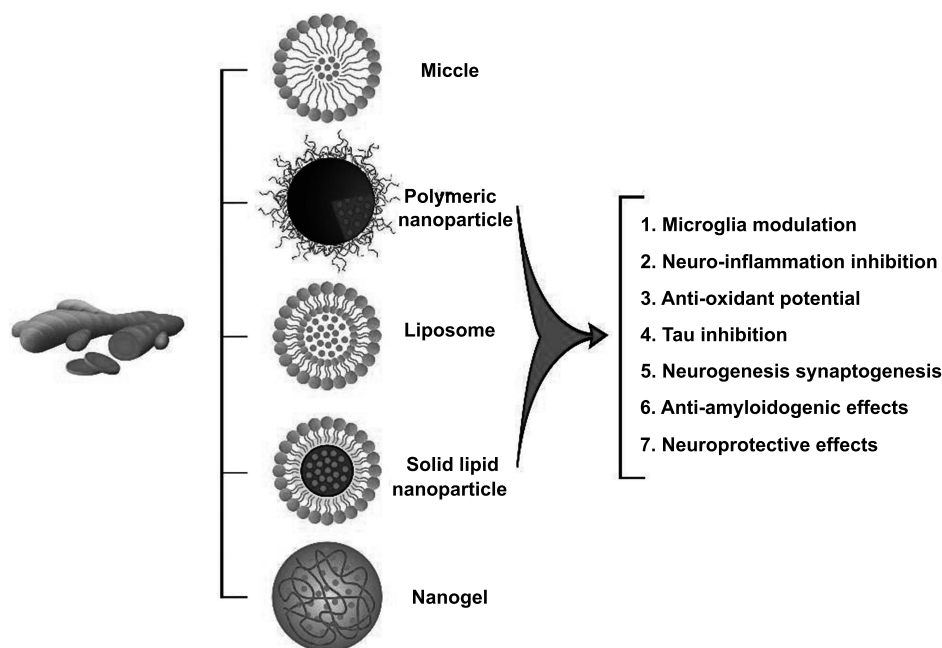 Miccle
Polymeric
nanoparticle
Liposome
Solid lipid
nanoparticle
Nanogel
1. Microglia modulation
2. Neuro-inflammation inhibition
3. Anti-oxidant potential
4. Tau inhibition
5. Neurogenesis synaptogenesis
6. Anti-amyloidogenic effects
7. Neuroprotective effects